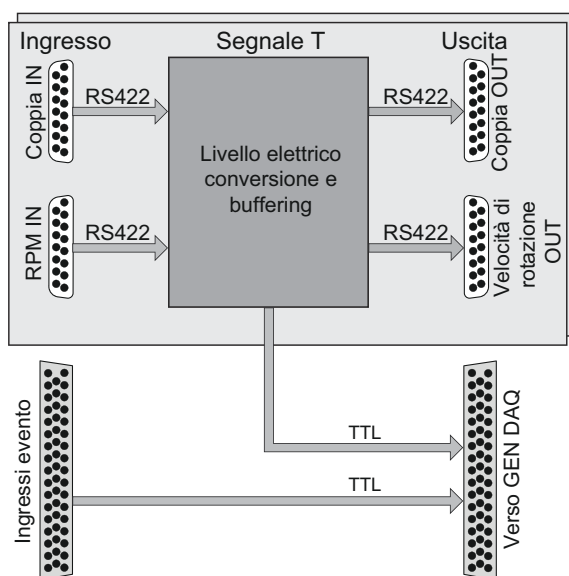 Ingresso
Segnale T
Uscita
Coppia IN
RS422
RS422
Coppia OUT
Livello elettrico
conversione e
buffering
RPM IN
RS422
RS422
Velocità di
rotazione
OUT
Ingressi evento
TTL
TTL
Verso GEN DAQ